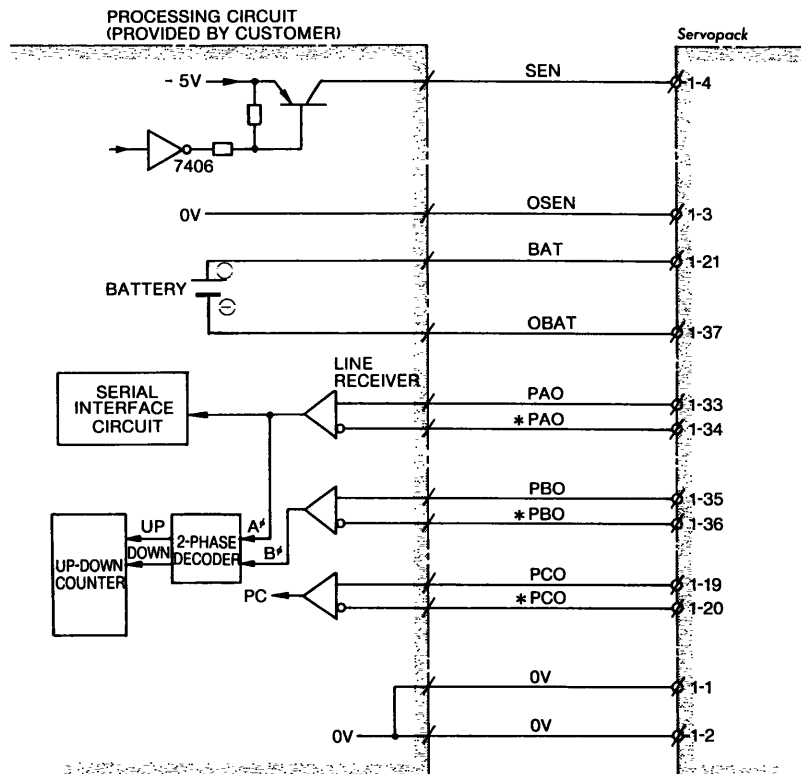 PROCESSING CIRCUIT
(PROVIDED BY CUSTOMER)
Servopack
5V
SEN
1-4
7406
0V
OSEN
1-3
BAT
1-21
BATTERY
OBAT
1-37
LINE
RECEIVER
SERIAL
INTERFACE
CIRCUIT
PAO
1-33
*PAO
1-34
PBO
1-35
*PBO
1-36
UP
DOWN
UP-DOWN
COUNTER
2-PHASE
DECODER
A
B
PCO
1-19
PC
*PCO
1-20
0V
1-1
0V
0V
1-2